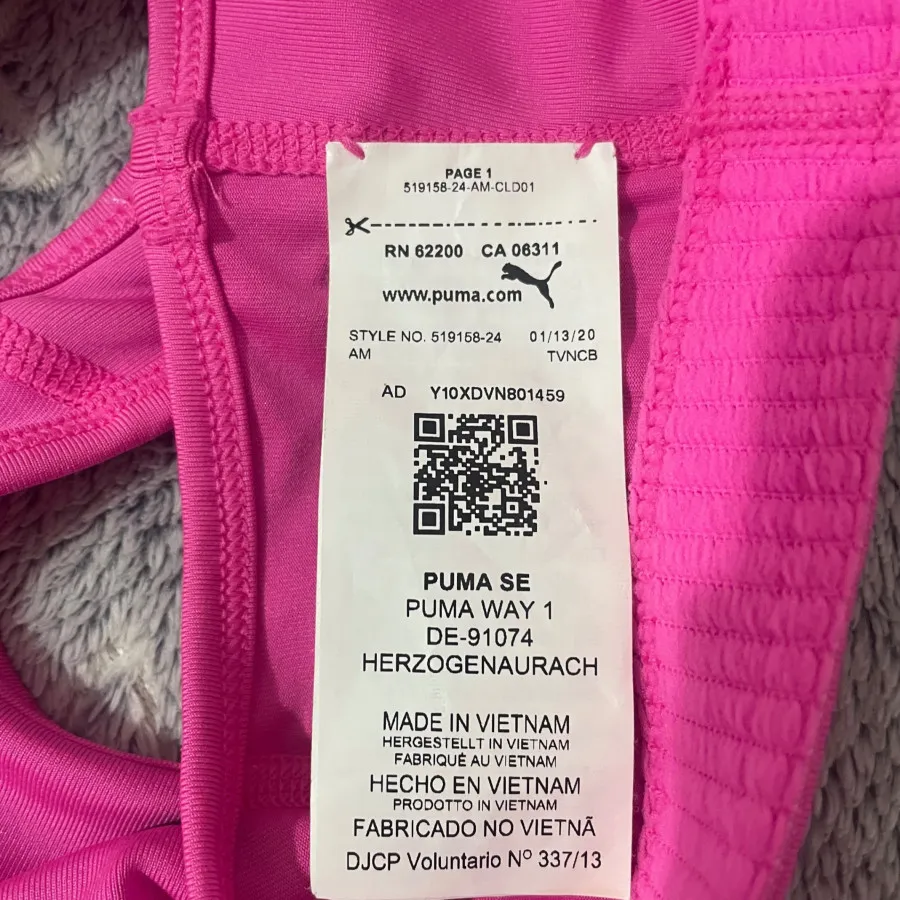 PAGE 1
519158-24-AM-CLD01
RN 62200 CA 06311
www.puma.com
STYLE NO. 519158-24 01/13/20
AM TVNCB
AD Y10XDVN801459
PUMA SE
PUMA WAY 1
DE-91074
HERZOGENAURACH
MADE IN VIETNAM
HERGESTELLT IN VIETNAM
FABRIQUÉ AU VIETNAM
HECHO EN VIETNAM
PRODOTTO IN VIETNAM
FABRICADO NO VIETNÃ
DJCP Voluntario Nº 337/13